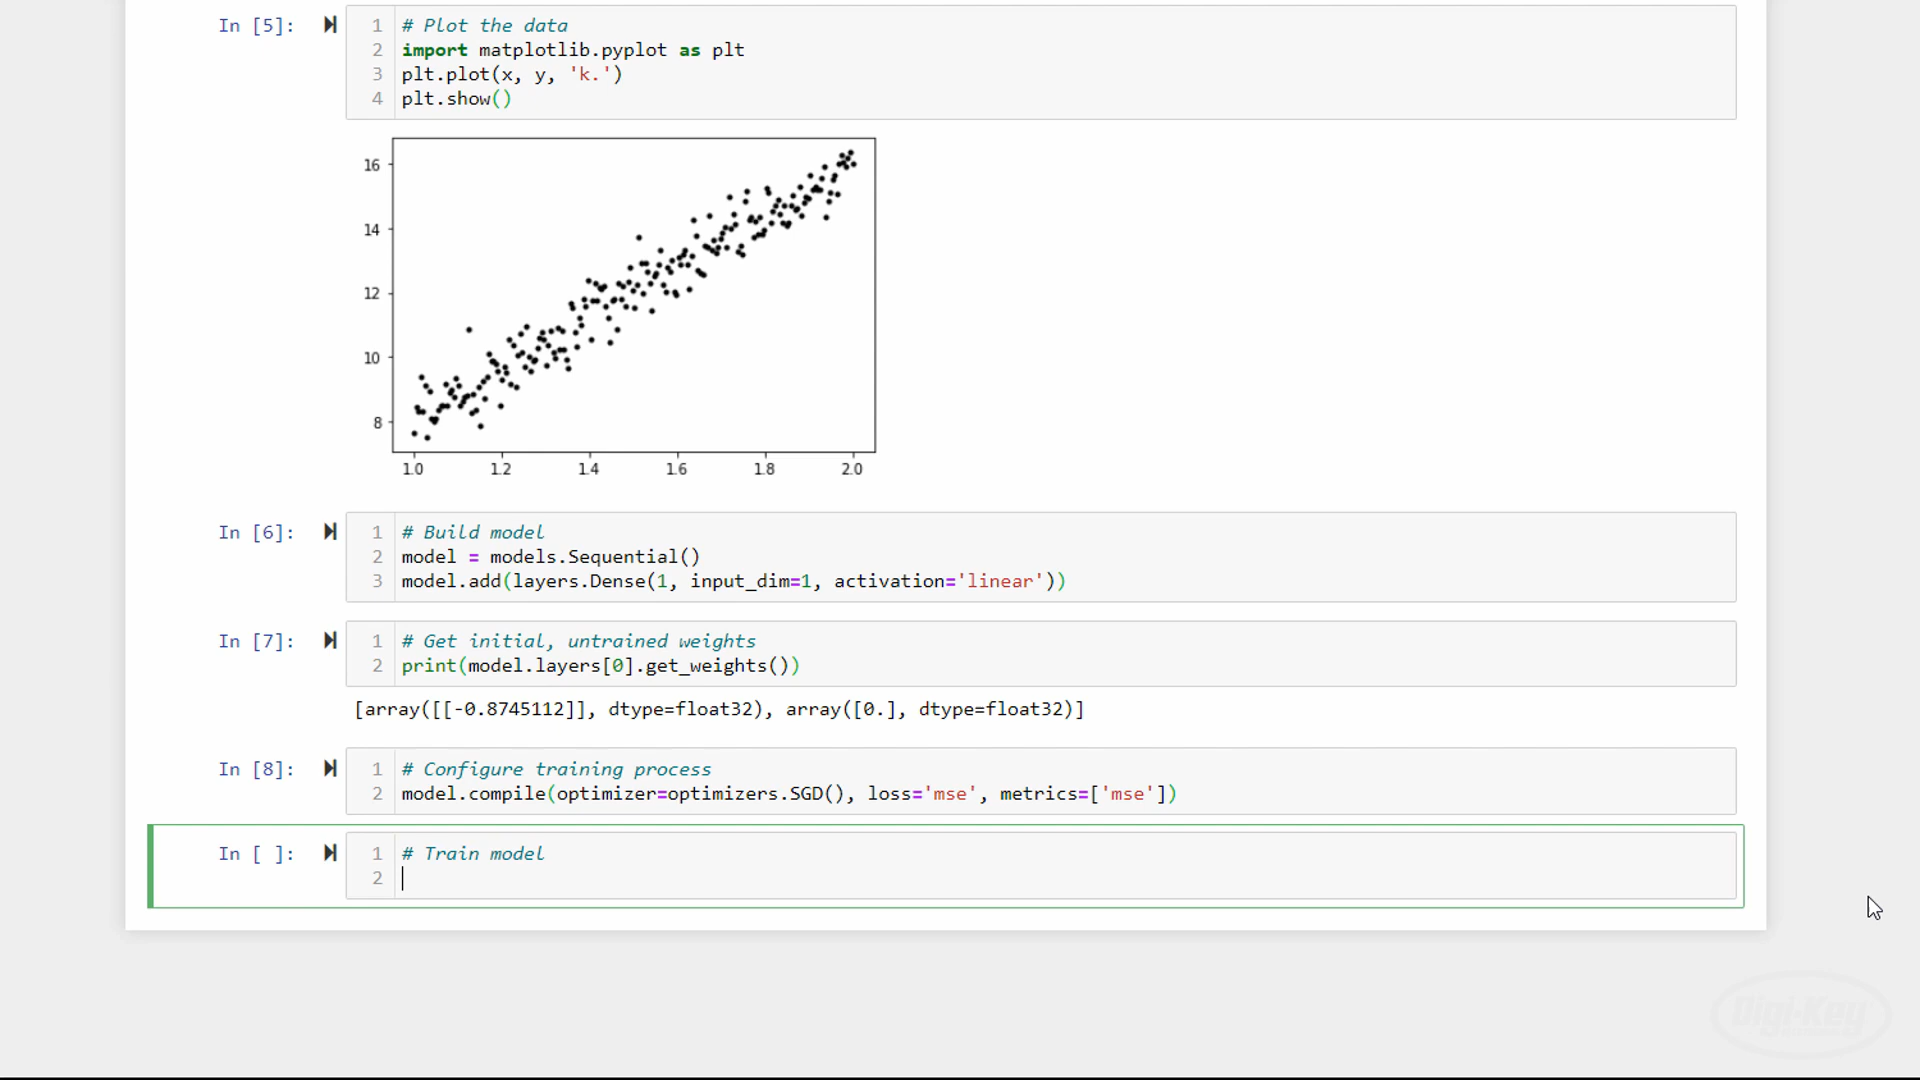 In [5]:
1 # Plot the data
2 import matplotlib.pyplot as plt
3 plt.plot(x, y, 'k.')
4 plt.show()
16
14
12
10
8
1.0 1.2 1.4 1.6 1.8 2.0
In [6]:
1 # Build model
2 model = models.Sequential()
3 model.add(layers.Dense(1, input_dim=1, activation='linear'))
In [7]:
1 # Get initial, untrained weights
2 print(model.layers[0].get_weights())
[array([[-0.8745112]], dtype=float32), array([0.], dtype=float32)]
In [8]:
1 # Configure training process
2 model.compile(optimizer=optimizers.SGD(), loss='mse', metrics=['mse'])
In [ ]:
1 # Train model
2
Digi-Key